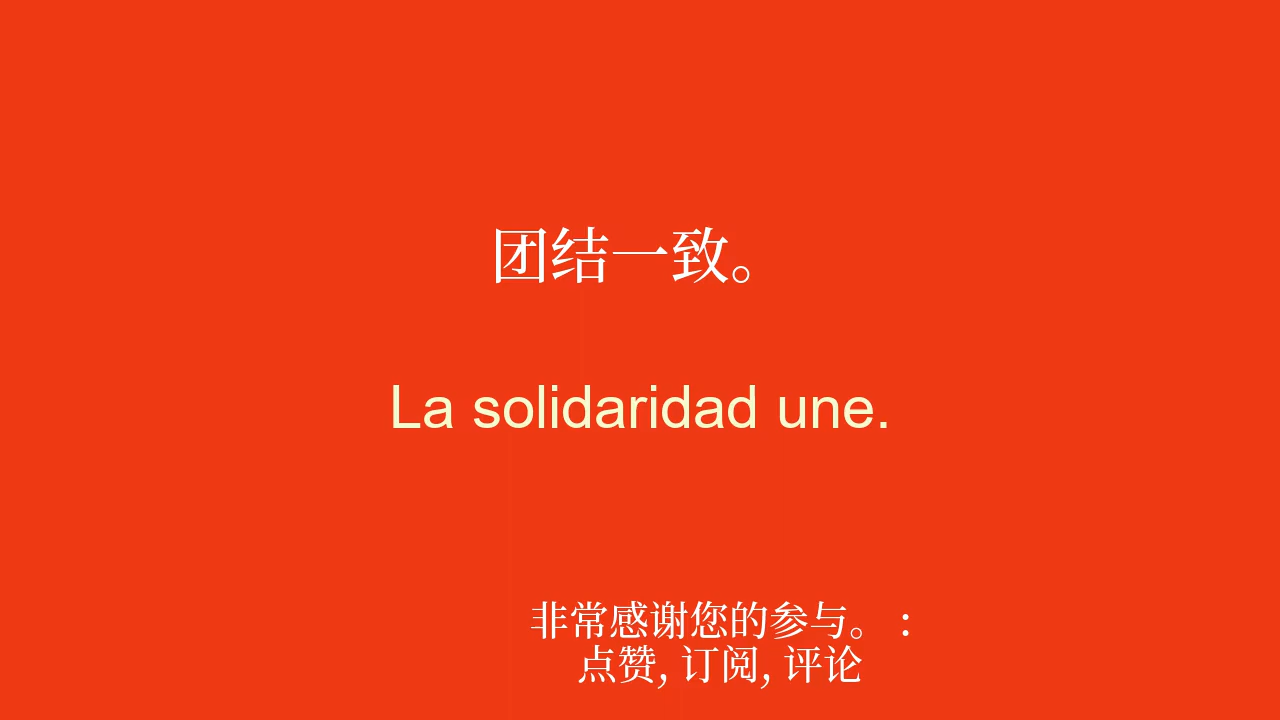 团结一致。
La solidaridad une.
非常感谢您的参与。 :
点赞, 订阅, 评论